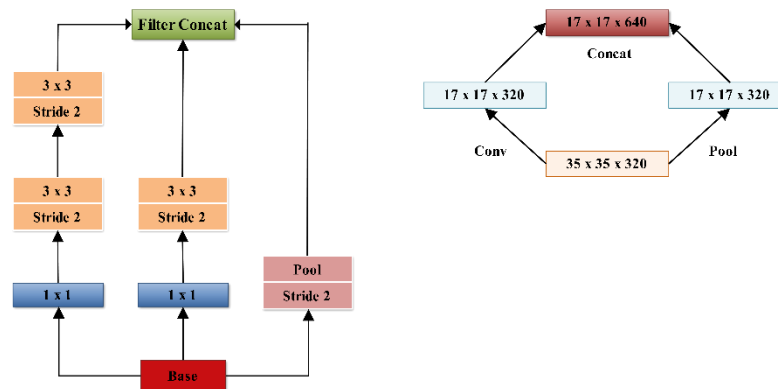 Filter Concat
3 x 3
Stride 2
3 x 3
Stride 2
3 x 3
Stride 2
Pool
Stride 2
1 x 1
1 x 1
Base
17 x 17 x 640
Concat
17 x 17 x 320
17 x 17 x 320
Conv
Pool
35 x 35 x 320